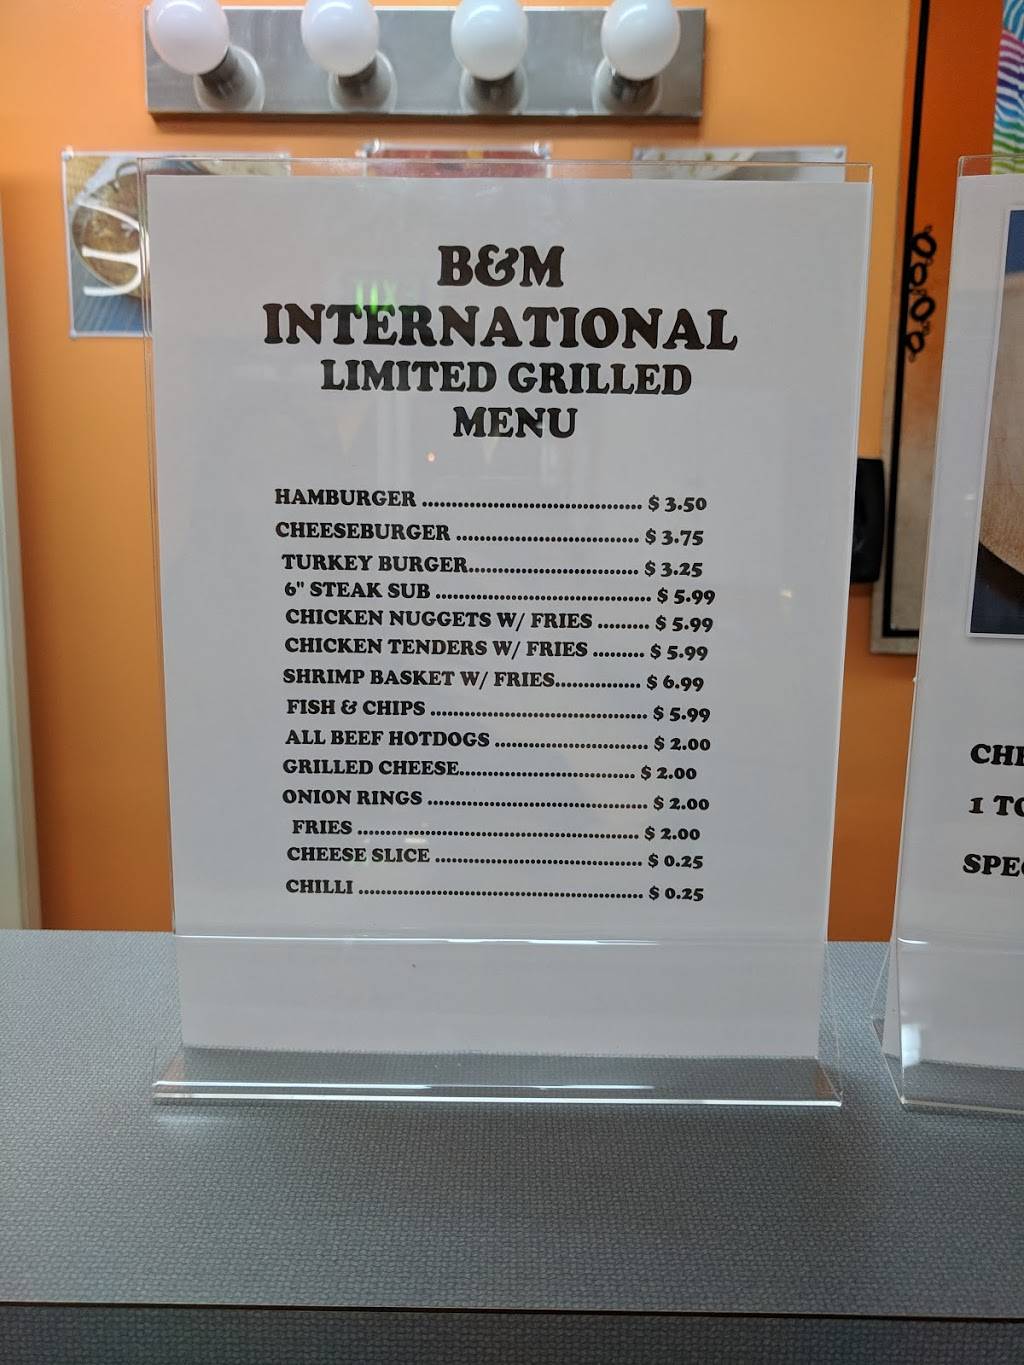 B&M
INTERNATIONAL
LIMITED GRILLED
MENU
HAMBURGER ........................................ $ 3.50
CHEESEBURGER ................................. $ 3.75
TURKEY BURGER............................... $ 3.25
6" STEAK SUB ....................................... $ 5.99
CHICKEN NUGGETS W/ FRIES ......... $ 5.99
CHICKEN TENDERS W/ FRIES ......... $ 5.99
SHRIMP BASKET W/ FRIES................ $ 6.99
FISH & CHIPS ....................................... $ 5.99
ALL BEEF HOTDOGS ............................ $ 2.00
GRILLED CHEESE................................ $ 2.00
ONION RINGS ........................................ $ 2.00
FRIES ................................................... $ 2.00
CHEESE SLICE ...................................... $ 0.25
CHILLI .................................................... $ 0.25
1